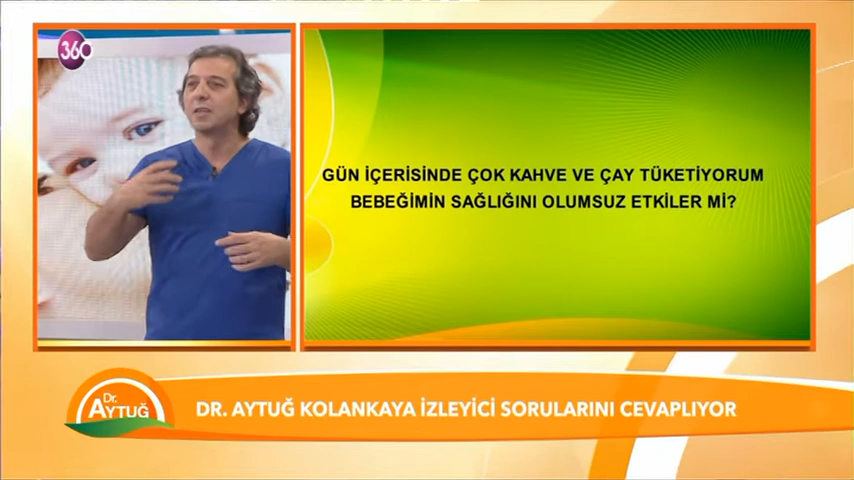 360
GÜN İÇERİSİNDE ÇOK KAHVE VE ÇAY TÜKETİYORUM
BEBEĞİMİN SAĞLIĞINI OLUMSUZ ETKİLER Mİ?
Dr.
AYTUĞ
DR. AYTUĞ KOLANKAYA İZLEYİCİ SORULARINI CEVAPLIYOR